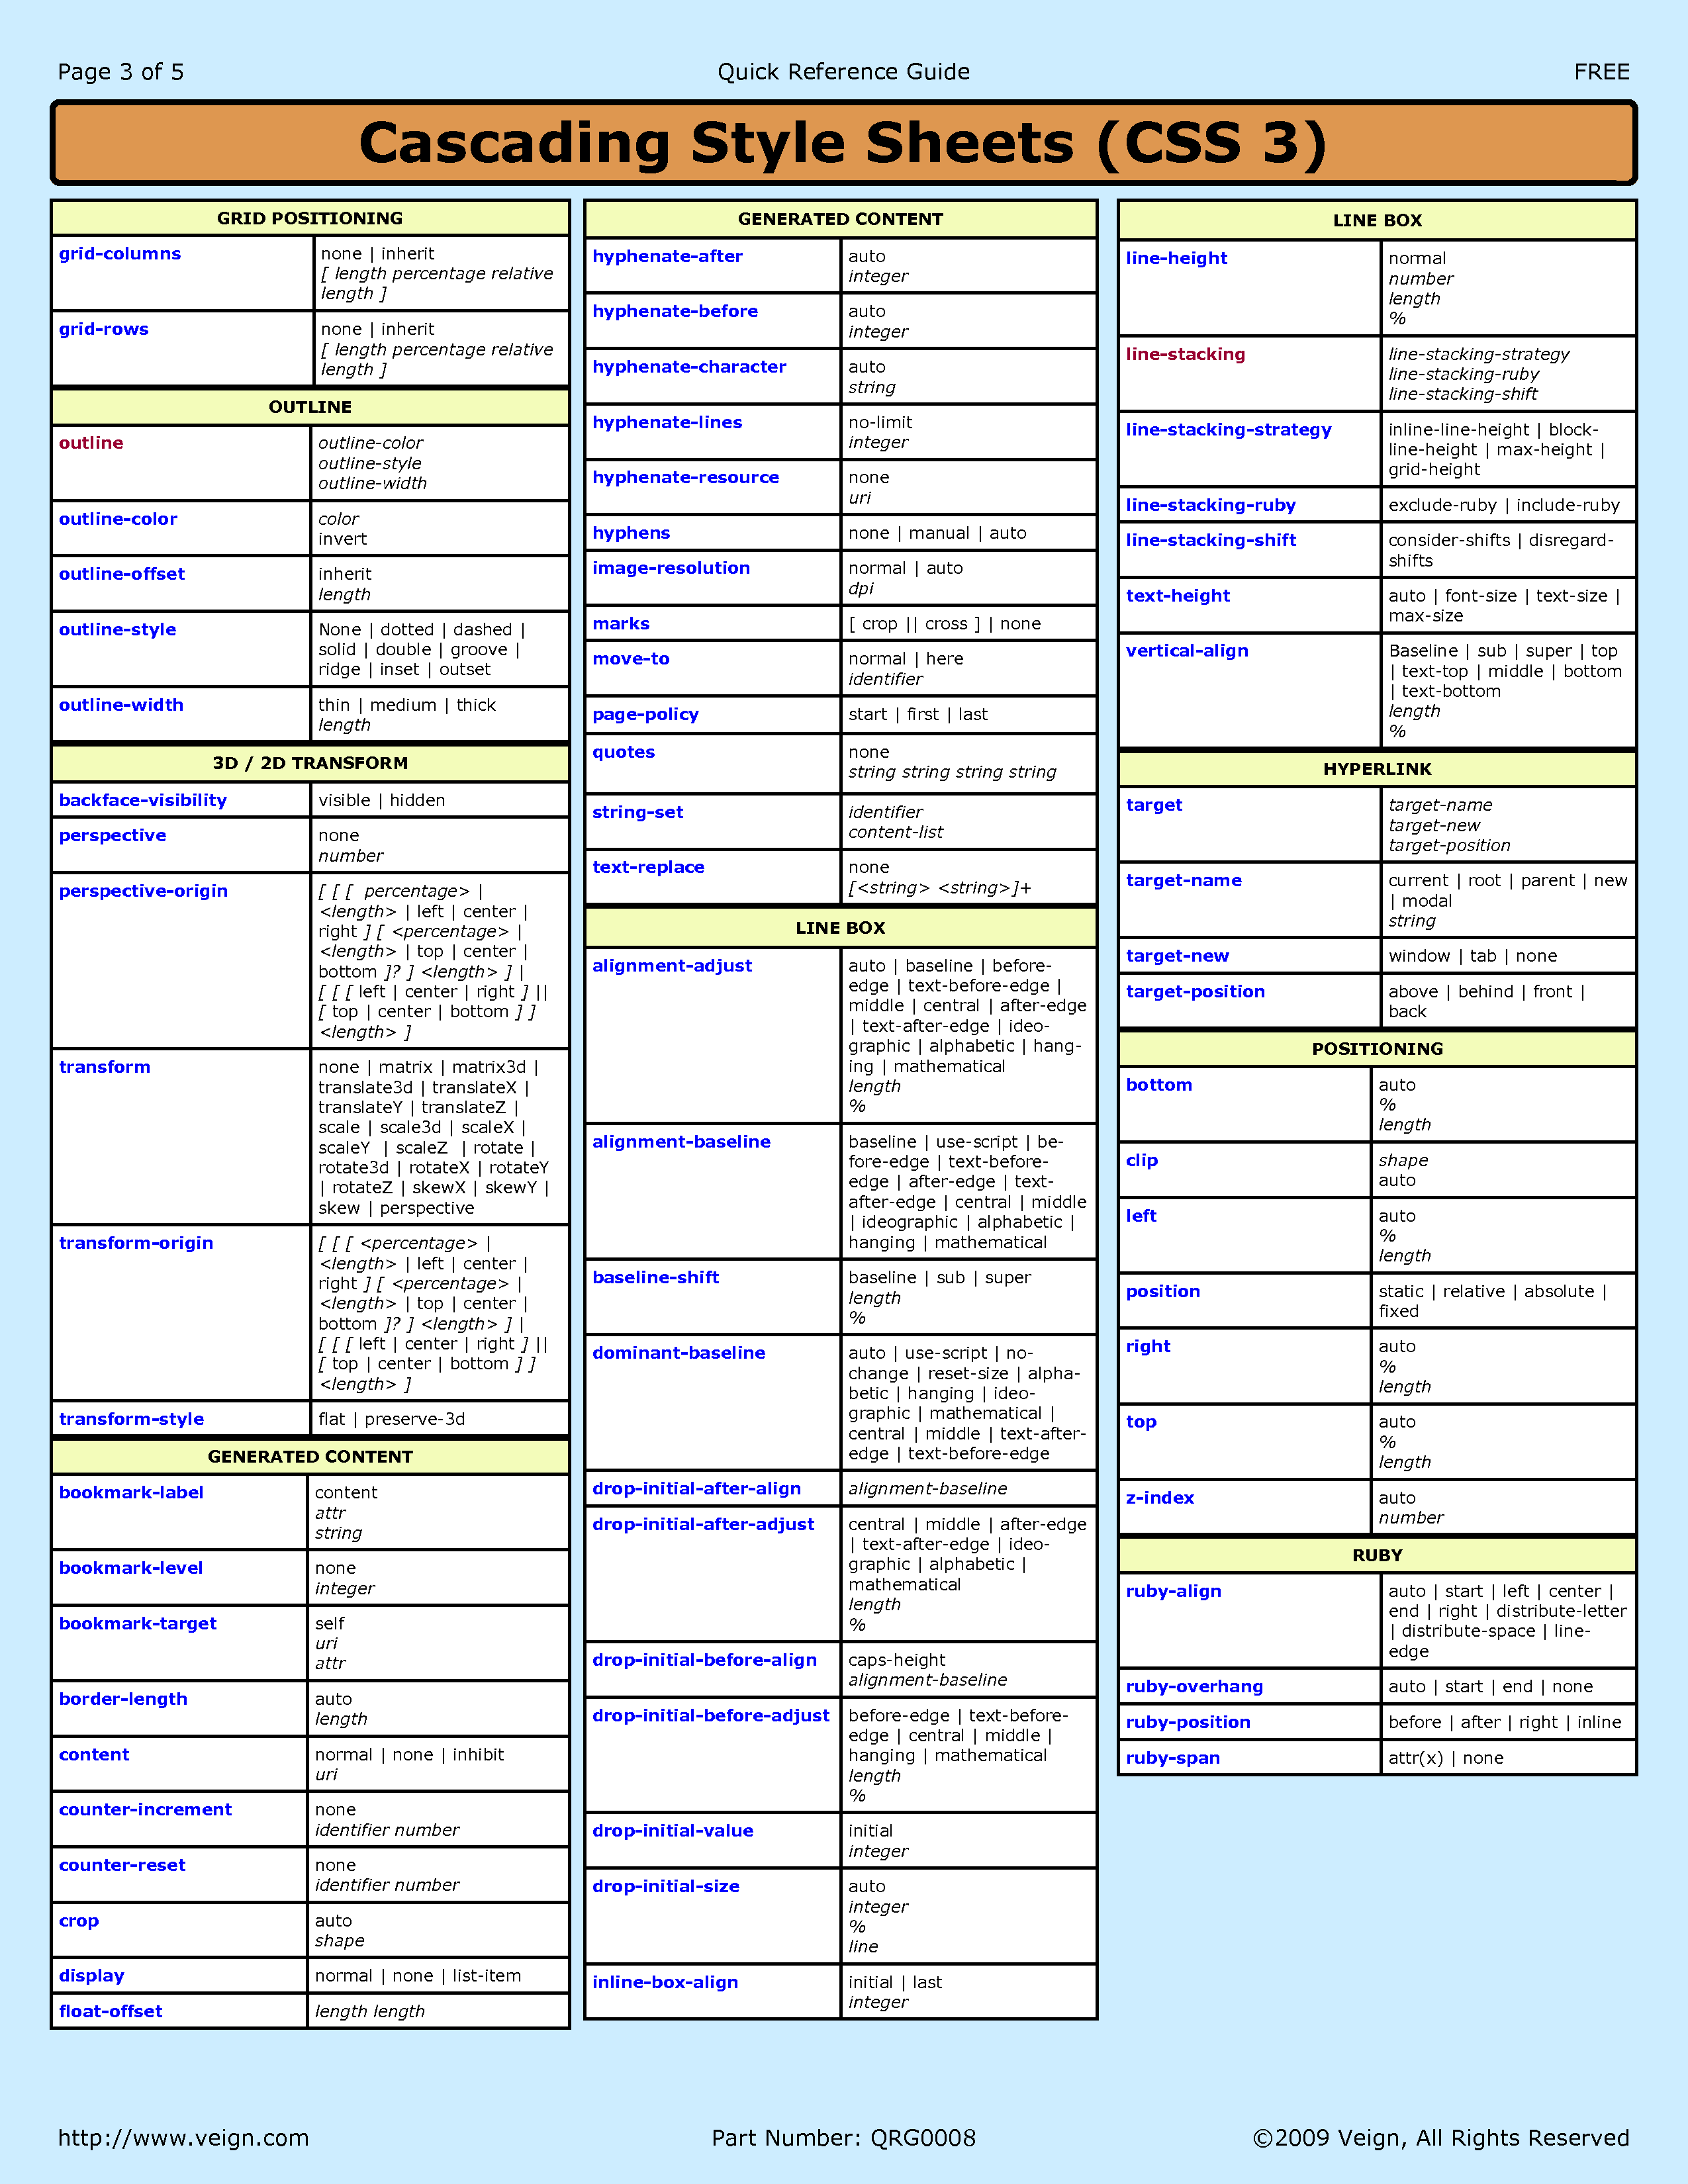 Page 3 of 5
Quick Reference Guide
FREE
Cascading Style Sheets (CSS 3)
GRID POSITIONING
grid-columns
none | inherit
[ length percentage relative
length ]
grid-rows
none | inherit
[ length percentage relative
length ]
OUTLINE
outline
outline-color
outline-style
outline-width
outline-color
color
invert
outline-offset
inherit
length
outline-style
None | dotted | dashed |
solid | double | groove |
ridge | inset | outset
outline-width
thin | medium | thick
length
3D / 2D TRANSFORM
backface-visibility
visible | hidden
perspective
none
number
perspective-origin
[ [ [  percentage> |
<length> | left | center |
right ] [ <percentage> |
<length> | top | center |
bottom ]? ] <length> ] |
[ [ [ left | center | right ] ||
[ top | center | bottom ] ]
<length> ]
transform
none | matrix | matrix3d |
translate3d | translateX |
translateY | translateZ |
scale | scale3d | scaleX |
scaleY  | scaleZ  | rotate |
rotate3d | rotateX | rotateY
| rotateZ | skewX | skewY |
skew | perspective
transform-origin
[ [ [ <percentage> |
<length> | left | center |
right ] [ <percentage> |
<length> | top | center |
bottom ]? ] <length> ] |
[ [ [ left | center | right ] ||
[ top | center | bottom ] ]
<length> ]
transform-style
flat | preserve-3d
GENERATED CONTENT
bookmark-label
content
attr
string
bookmark-level
none
integer
bookmark-target
self
uri
attr
border-length
auto
length
content
normal | none | inhibit
uri
counter-increment
none
identifier number
counter-reset
none
identifier number
crop
auto
shape
display
normal | none | list-item
float-offset
length length
GENERATED CONTENT
hyphenate-after
auto
integer
hyphenate-before
auto
integer
hyphenate-character
auto
string
hyphenate-lines
no-limit
integer
hyphenate-resource
none
uri
hyphens
none | manual | auto
image-resolution
normal | auto
dpi
marks
[ crop || cross ] | none
move-to
normal | here
identifier
page-policy
start | first | last
quotes
none
string string string string
string-set
identifier
content-list
text-replace
none
[<string> <string>]+
LINE BOX
alignment-adjust
auto | baseline | before-
edge | text-before-edge |
middle | central | after-edge
| text-after-edge | ideo-
graphic | alphabetic | hang-
ing | mathematical
length
%
alignment-baseline
baseline | use-script | be-
fore-edge | text-before-
edge | after-edge | text-
after-edge | central | middle
| ideographic | alphabetic |
hanging | mathematical
baseline-shift
baseline | sub | super
length
%
dominant-baseline
auto | use-script | no-
change | reset-size | alpha-
betic | hanging | ideo-
graphic | mathematical |
central | middle | text-after-
edge | text-before-edge
drop-initial-after-align
alignment-baseline
drop-initial-after-adjust
central | middle | after-edge
| text-after-edge | ideo-
graphic | alphabetic |
mathematical
length
%
drop-initial-before-align
caps-height
alignment-baseline
drop-initial-before-adjust
before-edge | text-before-
edge | central | middle |
hanging | mathematical
length
%
drop-initial-value
initial
integer
drop-initial-size
auto
integer
%
line
inline-box-align
initial | last
integer
LINE BOX
line-height
normal
number
length
%
line-stacking
line-stacking-strategy
line-stacking-ruby
line-stacking-shift
line-stacking-strategy
inline-line-height | block-
line-height | max-height |
grid-height
line-stacking-ruby
exclude-ruby | include-ruby
line-stacking-shift
consider-shifts | disregard-
shifts
text-height
auto | font-size | text-size |
max-size
vertical-align
Baseline | sub | super | top
| text-top | middle | bottom
| text-bottom
length
%
HYPERLINK
target
target-name
target-new
target-position
target-name
current | root | parent | new
| modal
string
target-new
window | tab | none
target-position
above | behind | front |
back
POSITIONING
bottom
auto
%
length
clip
shape
auto
left
auto
%
length
position
static | relative | absolute |
fixed
right
auto
%
length
top
auto
%
length
z-index
auto
number
RUBY
ruby-align
auto | start | left | center |
end | right | distribute-letter
| distribute-space | line-
edge
ruby-overhang
auto | start | end | none
ruby-position
before | after | right | inline
ruby-span
attr(x) | none
http://www.veign.com
Part Number: QRG0008
©2009 Veign, All Rights Reserved